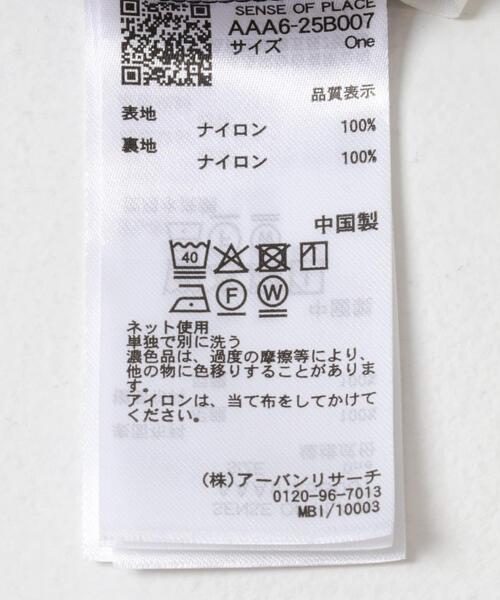 SENSE OF PLACE
AAA6-25B007
サイズ One
品質表示
表地
ナイロン 100%
裏地
ナイロン 100%
中国製
40
F W
ネット使用
単独で別に洗う
濃色品は、過度の摩擦等により、
他の物に色移りすることがありま
す。
アイロンは、当て布をしてかけて
ください。
(株)アーバンリサーチ
0120-96-7013
MBI/10003